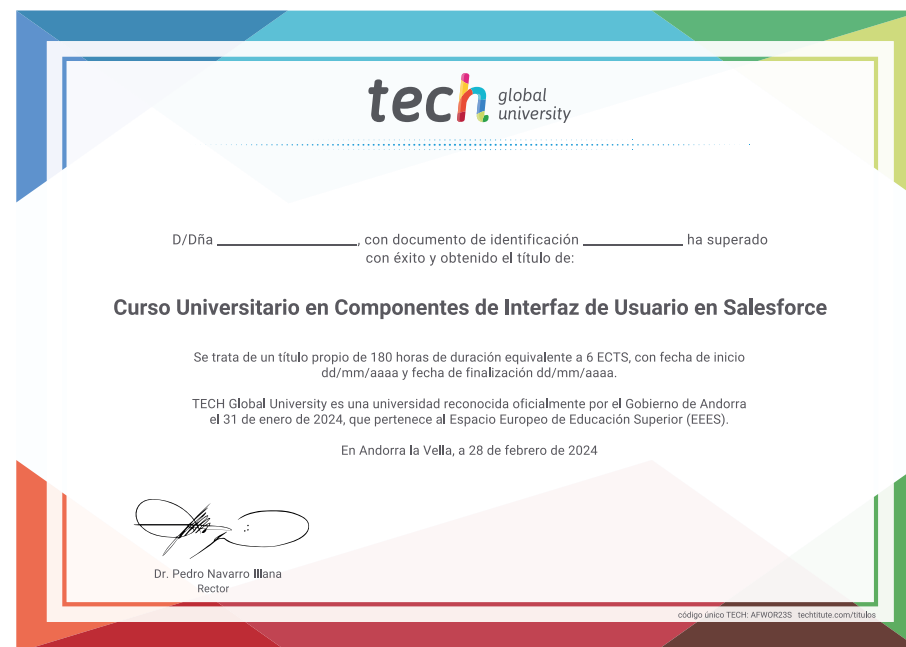 tech global university
D/Dña ________________, con documento de identificación ____________ ha superado
con éxito y obtenido el título de:
Curso Universitario en Componentes de Interfaz de Usuario en Salesforce
Se trata de un título propio de 180 horas de duración equivalente a 6 ECTS, con fecha de inicio
dd/mm/aaaa y fecha de finalización dd/mm/aaaa.
TECH Global University es una universidad reconocida oficialmente por el Gobierno de Andorra
el 31 de enero de 2024, que pertenece al Espacio Europeo de Educación Superior (EEES).
En Andorra la Vella, a 28 de febrero de 2024
Dr. Pedro Navarro Illana
Rector
código único TECH: AFWOR23S techtitute.com/titulos